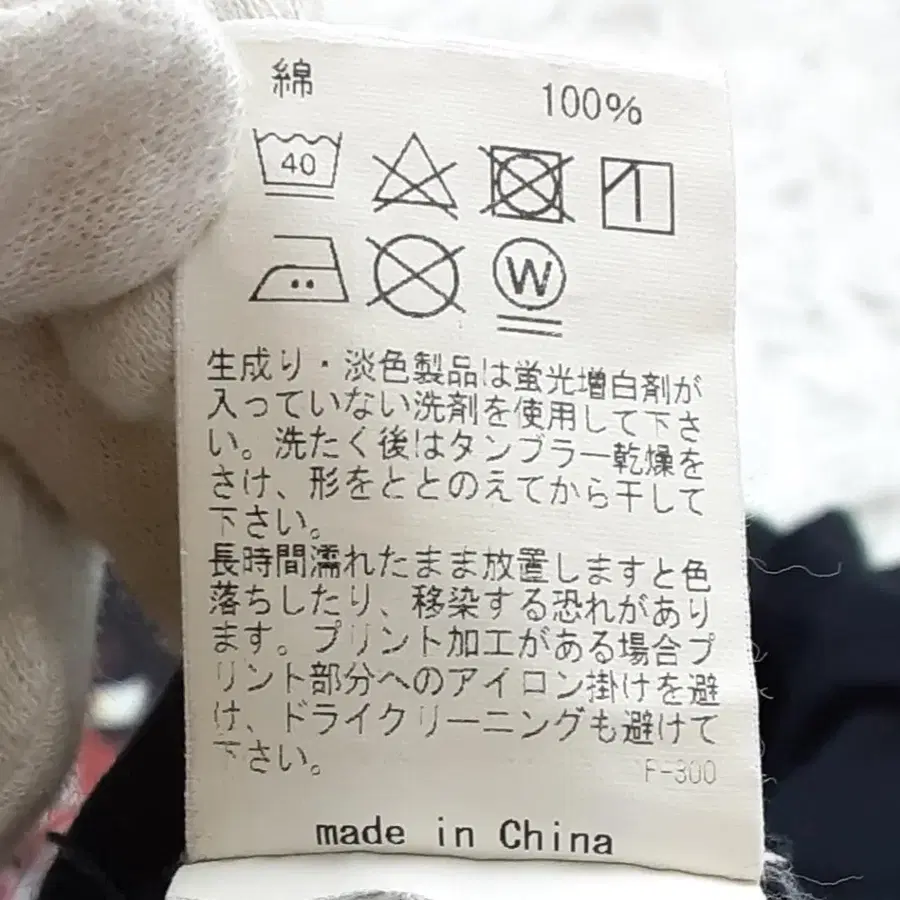 綿 100%
40
W
生成り・淡色製品は蛍光増白剤が
入っていない洗剤を使用して下さ
い。洗たく後はタンブラー乾燥を
さけ、形をととのえてから干して
下さい。
長時間濡れたまま放置しますと色
落ちしたり、移染する恐れがあり
ます。プリント加工がある場合プ
リント部分へのアイロン掛けを避
け、ドライクリーニングも避けて
下さい。
F-300
made in China